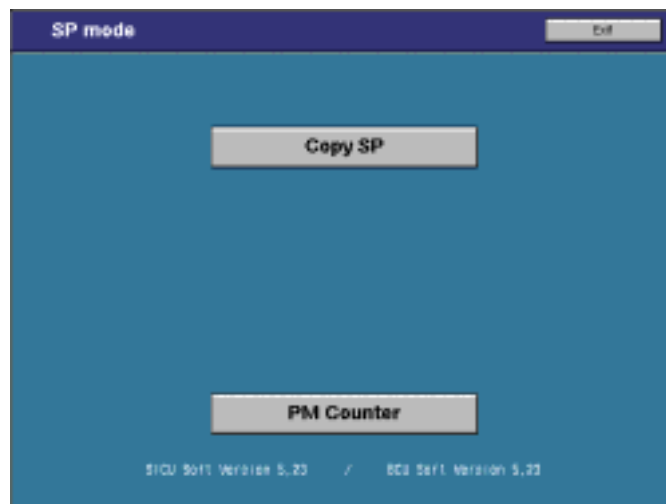 SP mode
Exit
Copy SP
PM Counter
SICU Soft Version 5,23 / BCU Soft Version 5,23